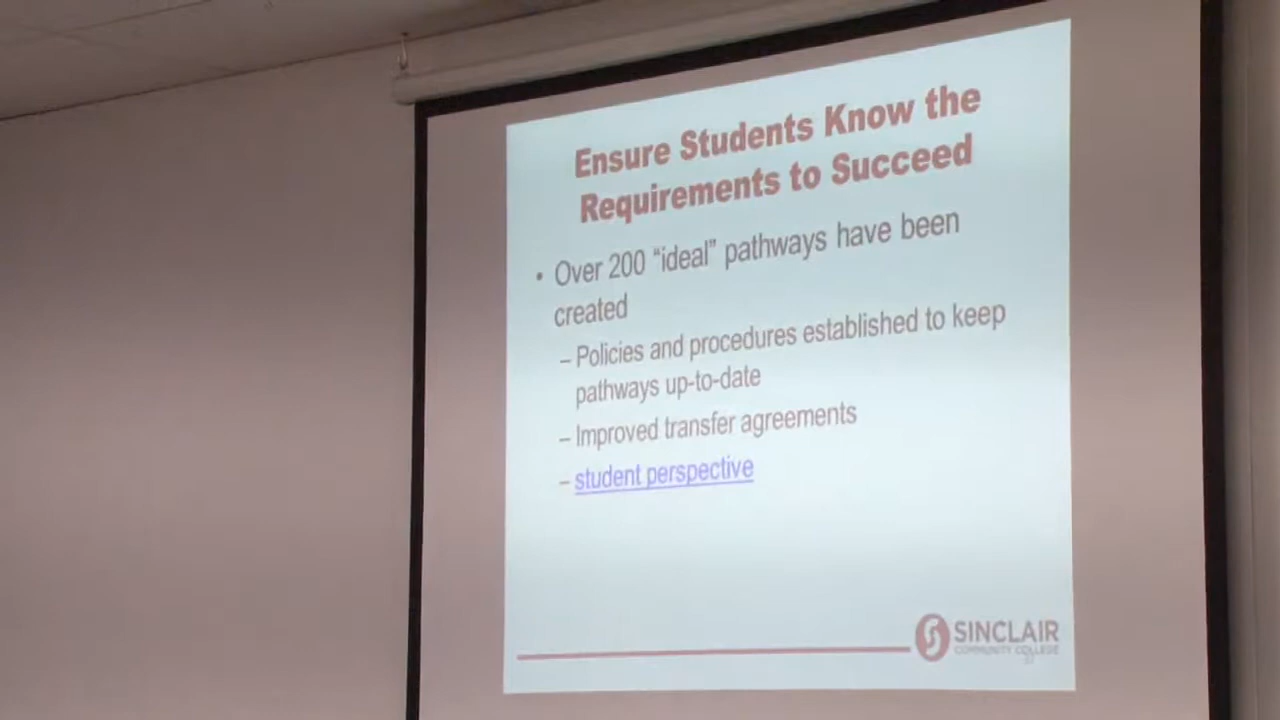 Ensure Students Know the
Requirements to Succeed
• Over 200 “ideal” pathways have been
created
– Policies and procedures established to keep
pathways up-to-date
– Improved transfer agreements
– student perspective
SINCLAIR
COMMUNITY COLLEGE